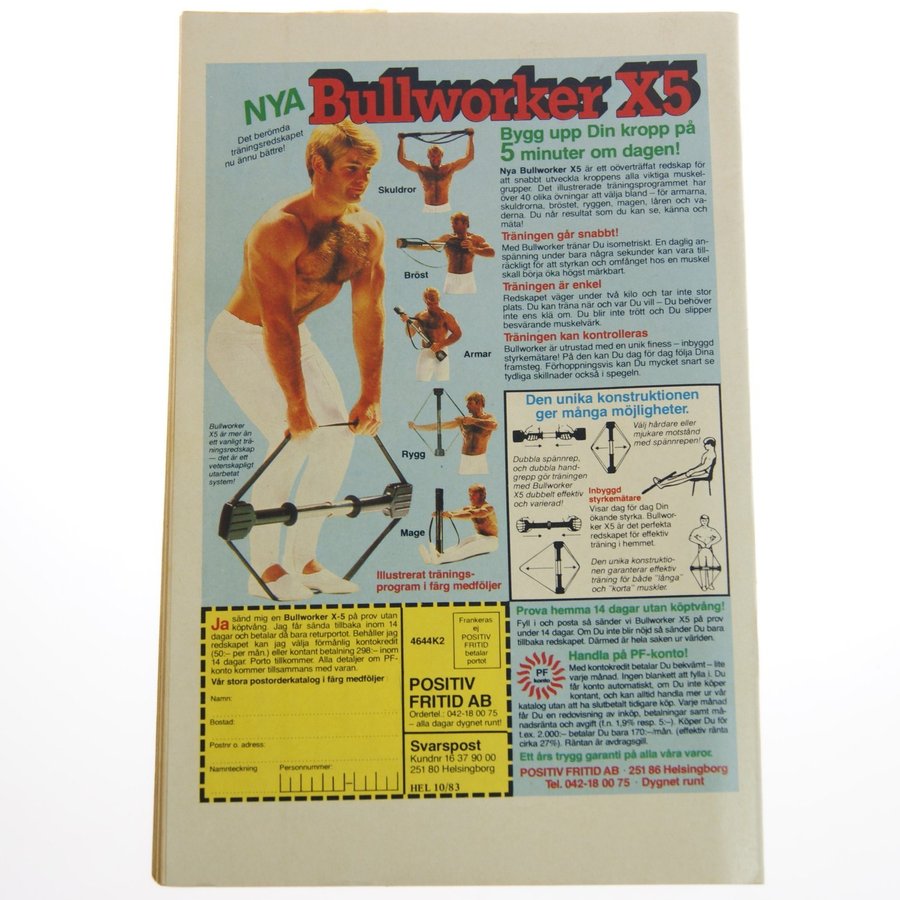 NYA Bullworker X5
Det berömda
träningsredskapet
nu ännu bättre!
Skuldror
Bröst
Armar
Rygg
Mage
Bullworker
X5 är mer än
ett vanligt trä-
ningsredskap
— det är ett
vetenskapligt
utarbetat
system!
Illustrerat tränings-
program i färg medföljer
Bygg upp Din kropp på
5 minuter om dagen!
Nya Bullworker X5 är ett oöverträffat redskap för
att snabbt utveckla kroppens alla viktiga muskel-
grupper. Det illustrerade träningsprogrammet har
över 40 olika övningar att välja bland – för armarna,
skuldrorna, bröstet, ryggen, magen, låren och va-
derna. Du når resultat som du kan se, känna och
mäta!
Träningen går snabbt!
Med Bullworker tränar Du isometriskt. En daglig an-
spänning under bara några sekunder kan vara till-
räckligt för att styrkan och omfånget hos en muskel
skall börja öka högst märkbart.
Träningen är enkel
Redskapet väger under två kilo och tar inte stor
plats. Du kan träna när och var Du vill – Du behöver
inte ens klä om. Du blir inte trött och Du slipper
besvärande muskelvärk.
Träningen kan kontrolleras
Bullworker är utrustad med en unik finess – inbyggd
styrkemätare! På den kan Du dag för dag följa Dina
framsteg. Förhoppningsvis kan Du mycket snart se
tydliga skillnader också i spegeln.
Den unika konstruktionen
ger många möjligheter.
Välj hårdare eller
mjukare motstånd
med spännrepen!
Dubbla spännrep,
och dubbla hand-
grepp gör träningen
med Bullworker
X5 dubbelt effektiv
och varierad!
Inbyggd
styrkemätare
Visar dag för dag Din
ökande styrka. Bullwor-
ker X5 är det perfekta
redskapet för effektiv
träning i hemmet.
Den unika konstruktio-
nen garanterar effektiv
träning för både "långa"
och "korta" muskler.
Ja sänd mig en Bullworker X-5 på prov utan
köptvång. Jag får sända tillbaka inom 14
dagar och betalar då bara returportot. Behåller jag
redskapet kan jag välja förmånlig kontokredit
(50:– per mån.) eller kontant betalning 298:– inom
14 dagar. Porto tillkommer. Alla detaljer om PF-
konto kommer tillsammans med varan.
Vår stora postorderkatalog i färg medföljer
Namn:
Bostad:
Postnr o. adress:
Namnteckning Personnummer:
4644K2
Frankeras
ej
POSITIV
FRITID
betalar
portot
POSITIV
FRITID AB
Ordertel.: 042-18 00 75
– alla dagar dygnet runt!
Svarspost
Kundnr 16 37 90 00
251 80 Helsingborg
HEL 10/83
Prova hemma 14 dagar utan köptvång!
Fyll i och posta så sänder vi Bullworker X5 på prov
under 14 dagar. Om Du inte blir nöjd så sänder Du bara
tillbaka redskapet. Därmed är hela saken ur världen.
Handla på PF-konto!
PF
konto
Med kontokredit betalar Du bekvämt – lite
varje månad. Ingen blankett att fylla i. Du
får konto automatiskt, om Du inte köper
kontant, och kan alltid handla mer ur vår
katalog utan att ha slutbetalt tidigare köp. Varje månad
får Du en redovisning av inköp, betalningar samt må-
nadsränta och avgift (f.n. 1,9% resp. 5:–). Köper Du för
t.ex. 2.000:– betalar Du bara 170:–/mån. (effektiv ränta
cirka 27%). Räntan är avdragsgill.
Ett års trygg garanti på alla våra varor.
POSITIV FRITID AB · 251 86 Helsingborg
Tel. 042-18 00 75 · Dygnet runt